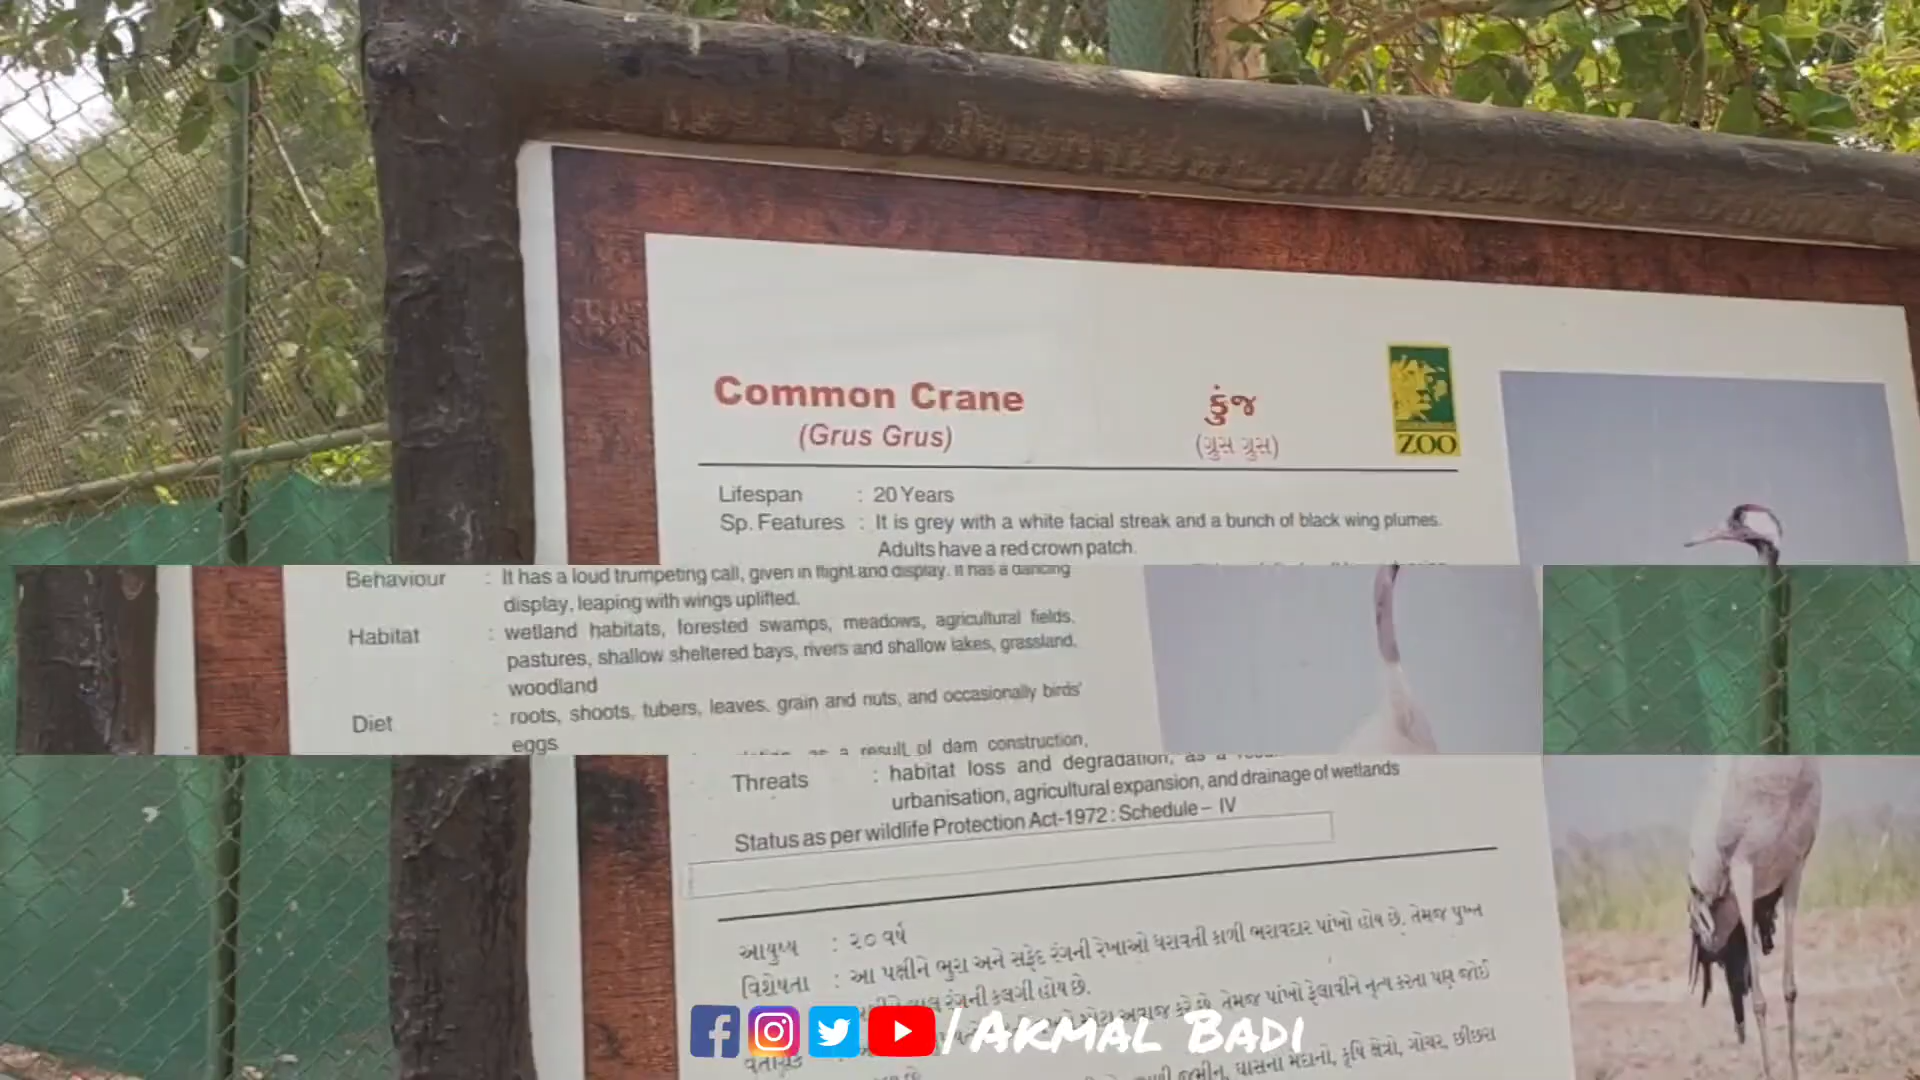 Common Crane
(Grus Grus)
કુંજ
(ગ્રુસ ગ્રુસ)
ZOO
Lifespan : 20 Years
Sp. Features : It is grey with a white facial streak and a bunch of black wing plumes.
Adults have a red crown patch.
Behaviour : It has a loud trumpeting call, given in flight and display. It has a dancing
display, leaping with wings uplifted.
Habitat : wetland habitats, forested swamps, meadows, agricultural fields,
pastures, shallow sheltered bays, rivers and shallow lakes, grassland,
woodland
Diet : roots, shoots, tubers, leaves, grain and nuts, and occasionally birds'
eggs
as a result of dam construction,
Threats : habitat loss and degradation, as a
urbanisation, agricultural expansion, and drainage of wetlands
Status as per wildlife Protection Act-1972 : Schedule – IV
આયુષ્ય : ૨૦ વર્ષ
વિશેષતા : આ પક્ષીને ભુરા અને સફેદ રંગની રેખાઓ ધરાવતી કાળી ભરાવદાર પાંખો હોય છે. તેમજ પુખ્ત
લાલ રંગની કલગી હોય છે.
અવાજ કરે છે. તેમજ પાંખો ફેલાવીને નૃત્ય કરતા પણ જોઈ
જમીન, ઘાસના મેદાનો, કૃષિ ક્ષેત્રો, ગોચર, છીછરા
/Akmal Badi